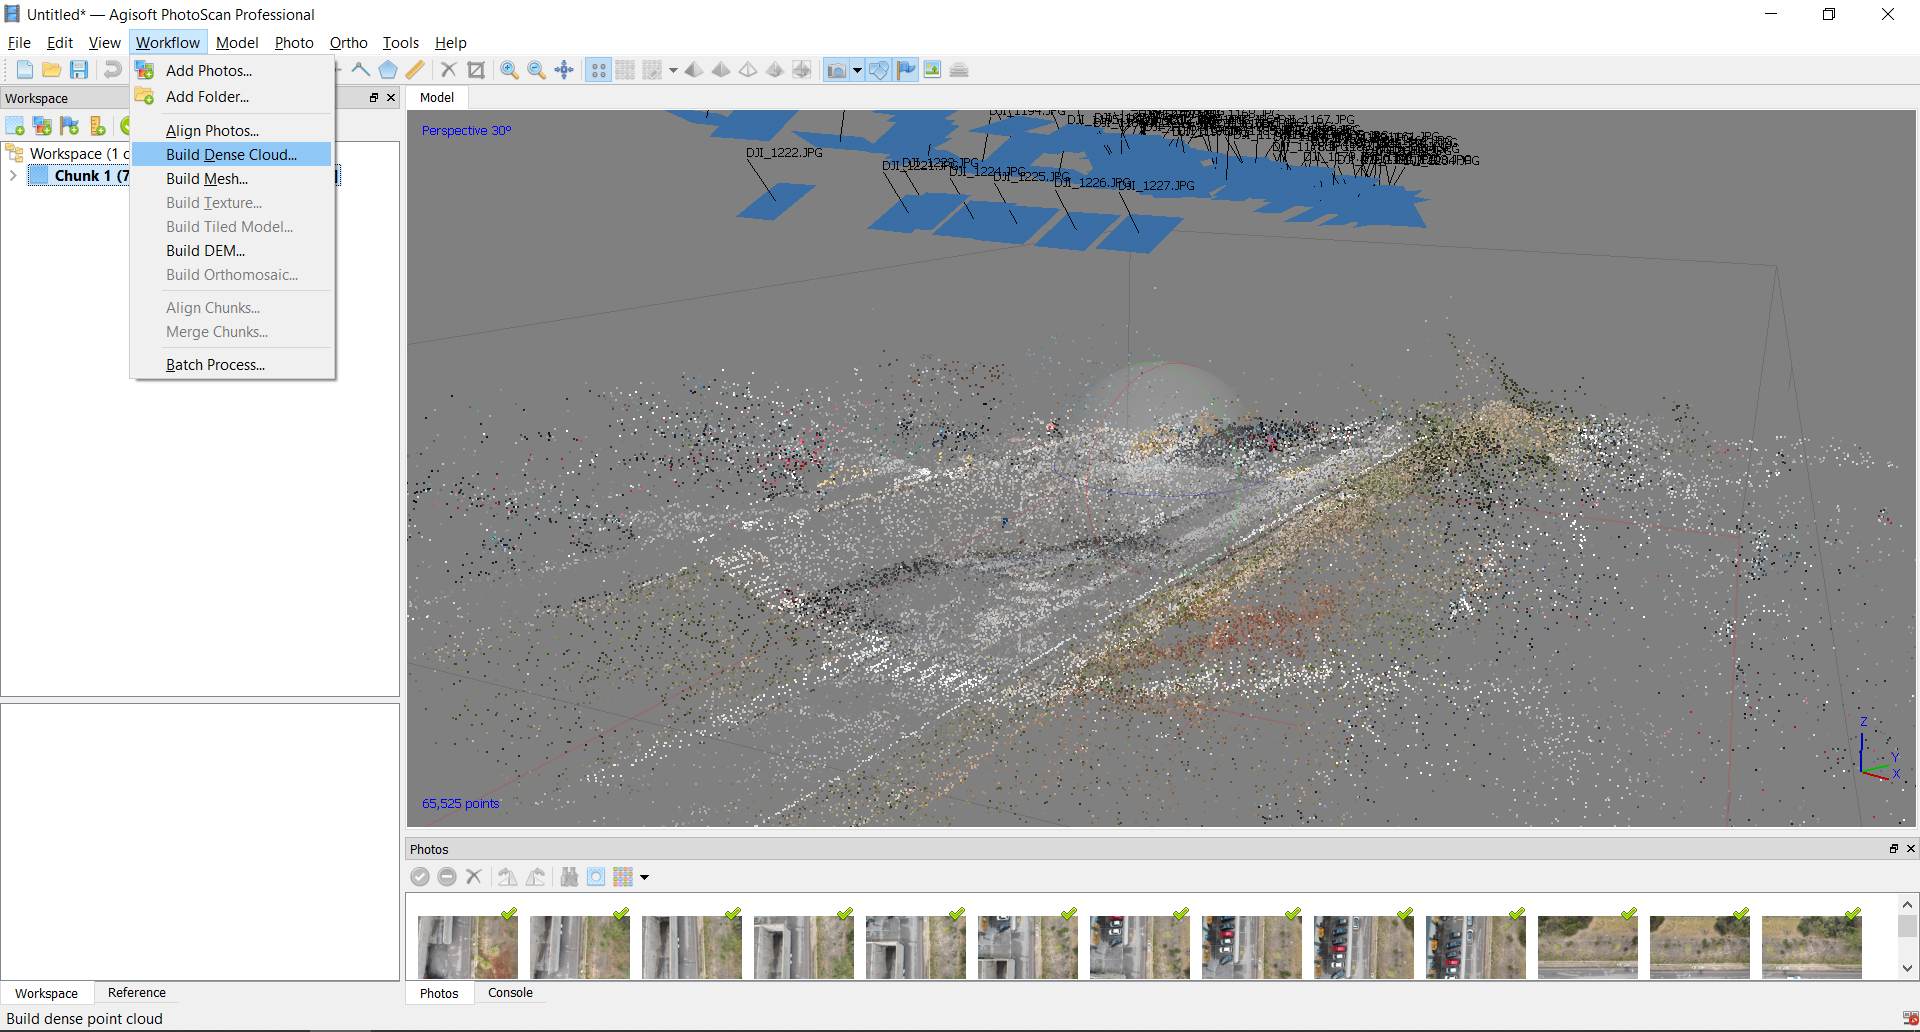 Untitled* — Agisoft PhotoScan Professional
File Edit View Workflow Model Photo Ortho Tools Help
Workspace
Add Photos...
Add Folder...
Align Photos...
Build Dense Cloud...
Build Mesh...
Build Texture...
Build Tiled Model...
Build DEM...
Build Orthomosaic...
Align Chunks...
Merge Chunks...
Batch Process...
Workspace (1 c
Chunk 1 (7
Model
Perspective 30°
DJI_1194.JPG
DJI_1222.JPG
DJI_1221.JPG
DJI_1223.JPG
DJI_1224.JPG
DJI_1225.JPG
DJI_1226.JPG
DJI_1227.JPG
65,525 points
Z
Y
X
Photos
Workspace Reference
Photos Console
Build dense point cloud